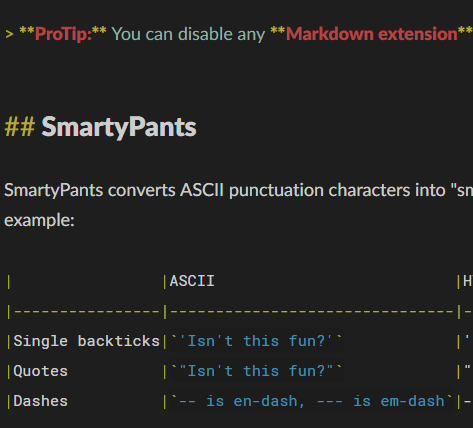 > **ProTip:** You can disable any **Markdown extension**
## SmartyPants
SmartyPants converts ASCII punctuation characters into "sm
example:
|                |ASCII                          |H
|----------------|-------------------------------|-
|Single backticks|`'Isn't this fun?'`            |'
|Quotes          |`"Isn't this fun?"`            |"
|Dashes          |`-- is en-dash, --- is em-dash`|-